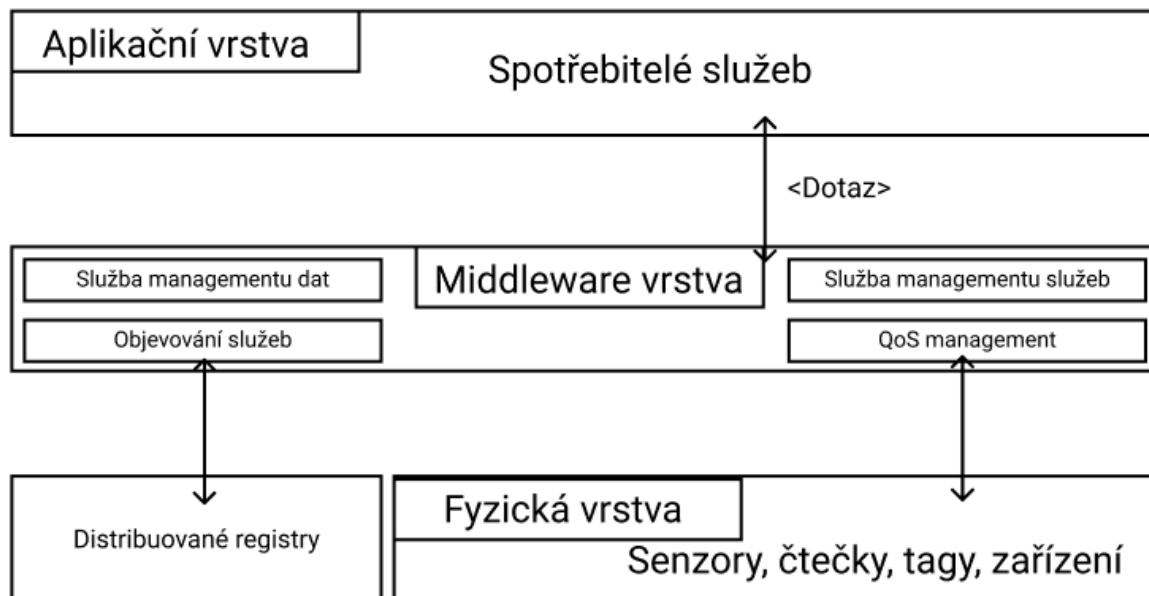 Aplikační vrstva
Spotřebitelé služeb
<Dotaz>
Služba managementu dat
Middleware vrstva
Služba managementu služeb
Objevování služeb
QoS management
Distribuované registry
Fyzická vrstva
Senzory, čtečky, tagy, zařízení